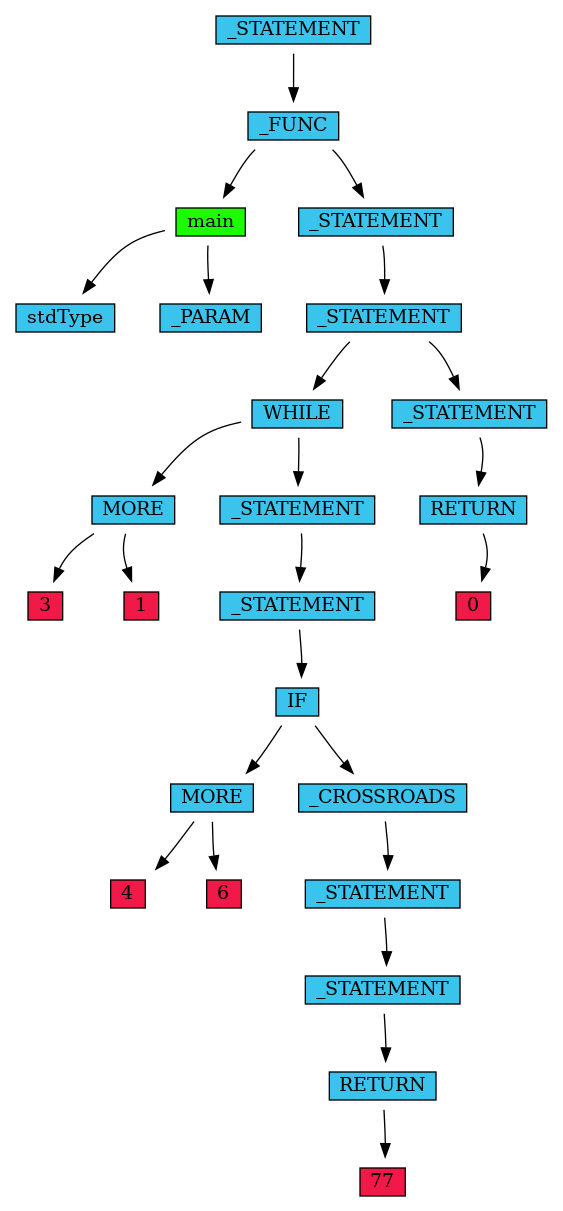 _STATEMENT
_FUNC
main
_STATEMENT
stdType
_PARAM
_STATEMENT
WHILE
_STATEMENT
MORE
_STATEMENT
RETURN
3
1
_STATEMENT
0
IF
MORE
_CROSSROADS
4
6
_STATEMENT
_STATEMENT
RETURN
77